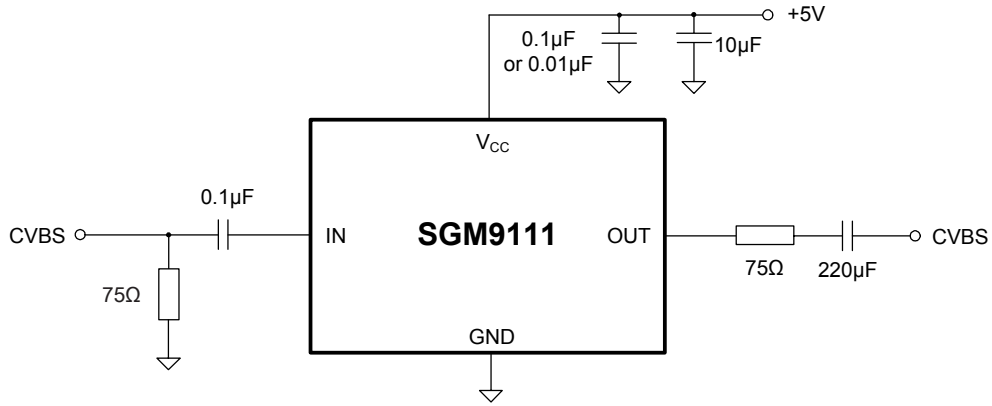 +5V
0.1µF
or 0.01µF
10µF
VCC
0.1µF
CVBS
IN
SGM9111
OUT
CVBS
75Ω
75Ω
220µF
GND